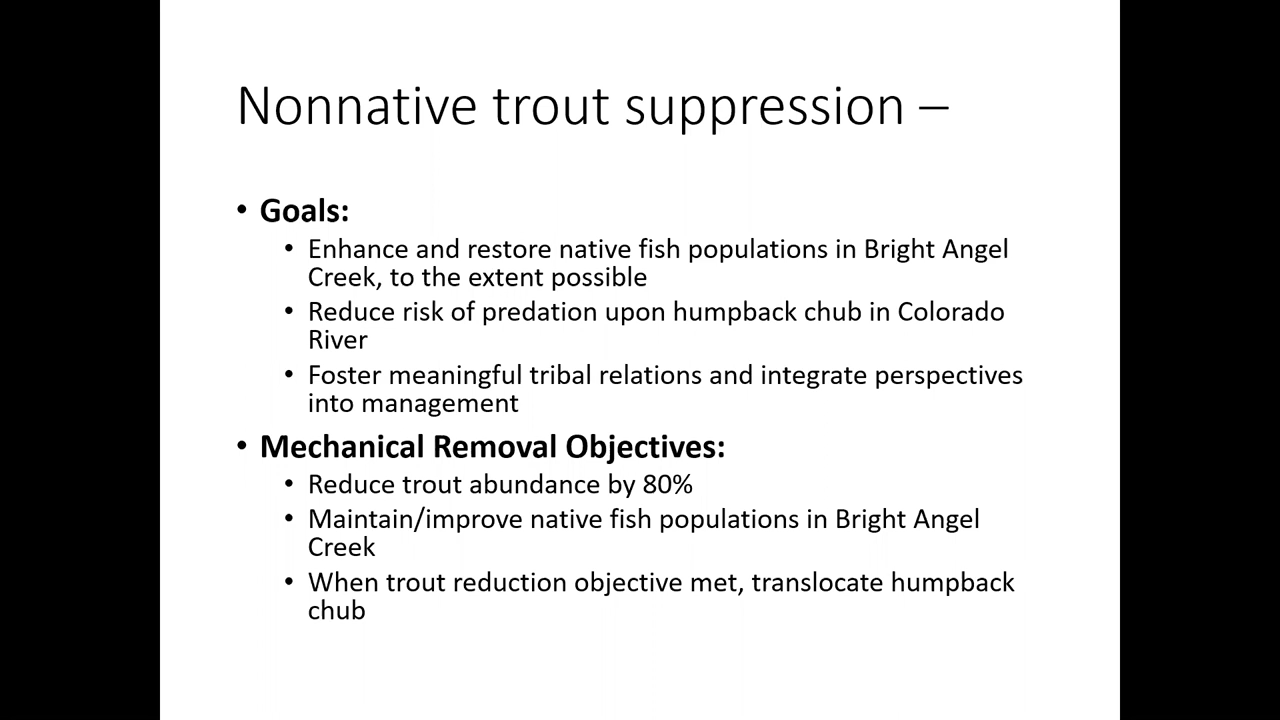 Nonnative trout suppression –
• Goals:
• Enhance and restore native fish populations in Bright Angel
Creek, to the extent possible
• Reduce risk of predation upon humpback chub in Colorado
River
• Foster meaningful tribal relations and integrate perspectives
into management
• Mechanical Removal Objectives:
• Reduce trout abundance by 80%
• Maintain/improve native fish populations in Bright Angel
Creek
• When trout reduction objective met, translocate humpback
chub